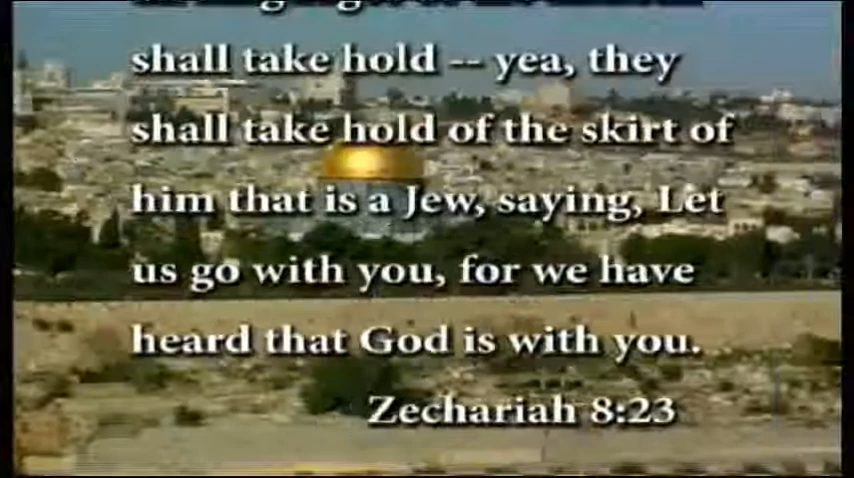 shall take hold -- yea, they
shall take hold of the skirt of
him that is a Jew, saying, Let
us go with you, for we have
heard that God is with you.
Zechariah 8:23